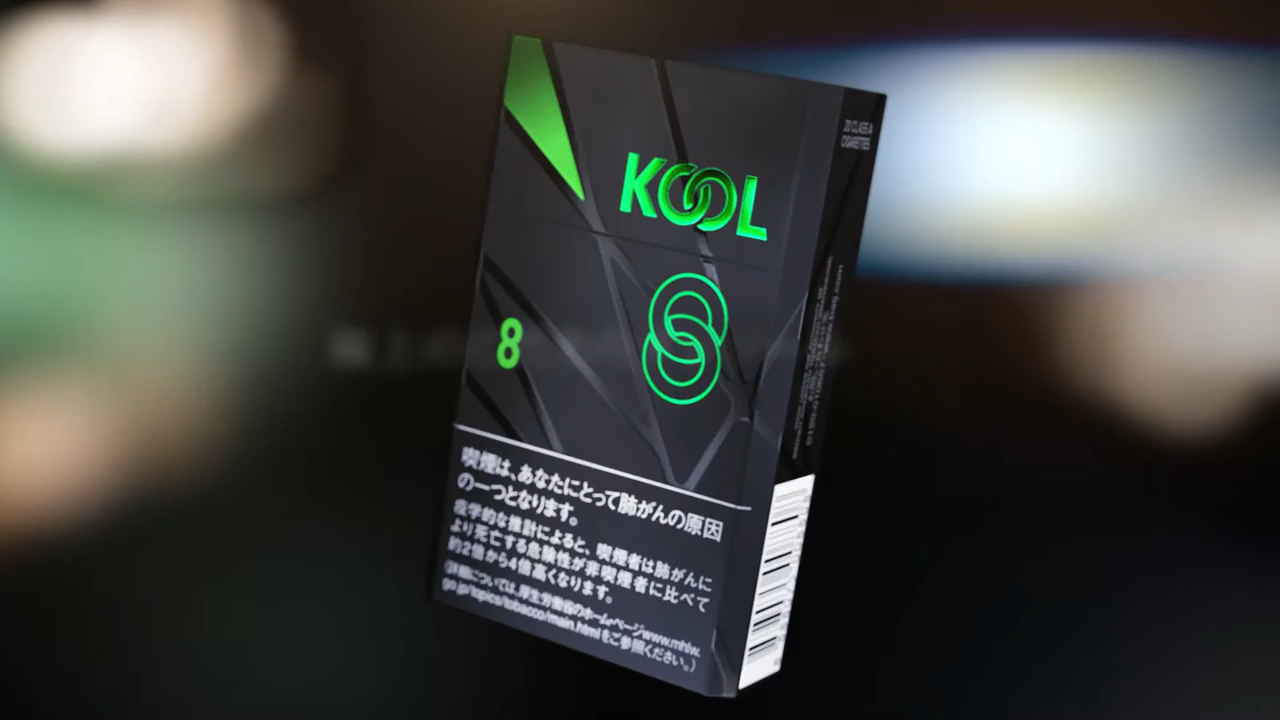 20 CLASS A
CIGARETTES
KOOL
8
喫煙は、あなたにとって肺がんの原因
の一つとなります。
疫学的な推計によると、喫煙者は肺がんに
より死亡する危険性が非喫煙者に比べて
約2倍から4倍高くなります。
(詳細については、厚生労働省のホームページwww.mhlw.
go.jp/topics/tobacco/main.html をご参照ください。)